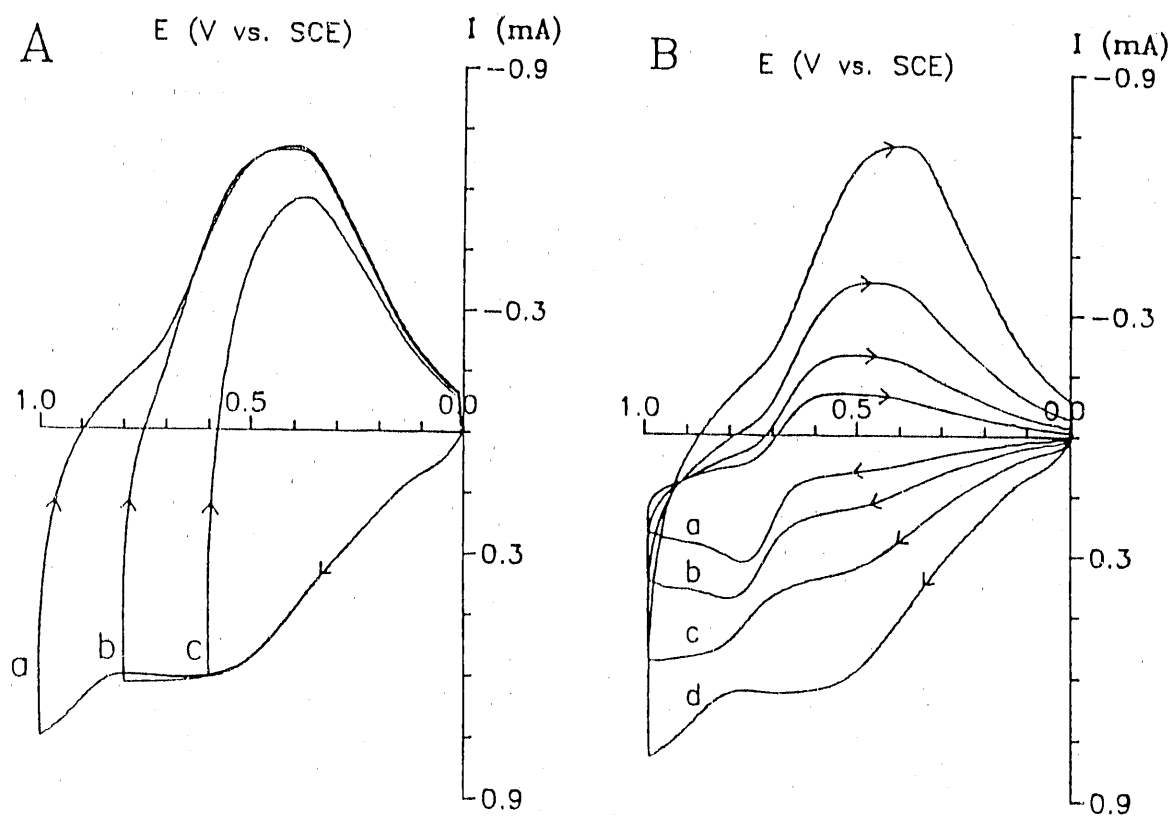 A
E (V vs. SCE)
I (mA)
-0.9
-0.3
1.0
0.5
0.0
a
b
c
0.3
0.9
B
E (V vs. SCE)
I (mA)
-0.9
-0.3
1.0
0.5
0.0
a
b
c
d
0.3
0.9